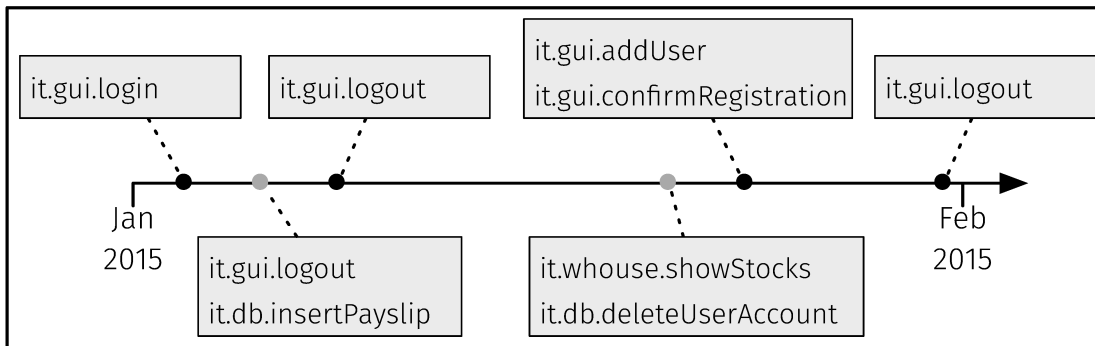 it.gui.login
it.gui.logout
it.gui.addUser
it.gui.confirmRegistration
it.gui.logout
Jan
2015
Feb
2015
it.gui.logout
it.db.insertPayslip
it.whouse.showStocks
it.db.deleteUserAccount